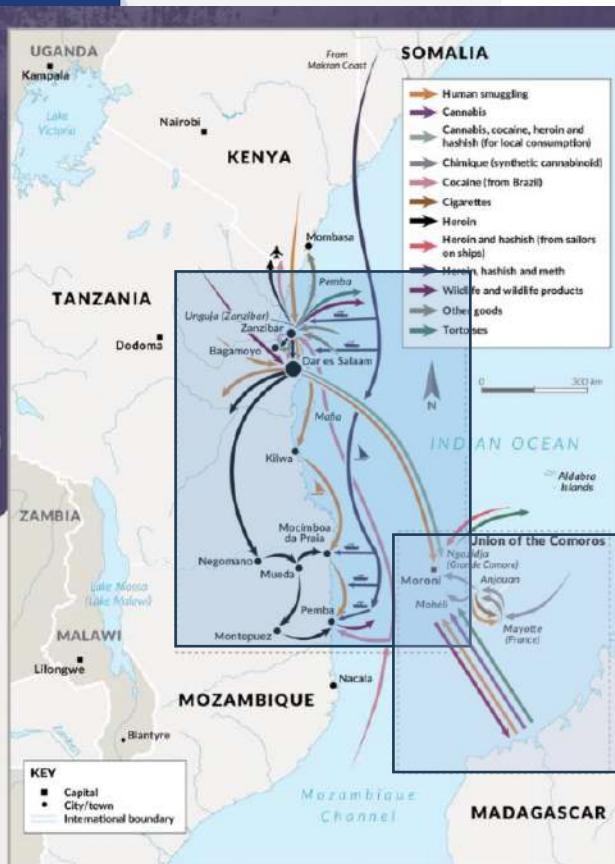 UGANDA
Kampala
Lake
Victoria
Nairobi
KENYA
From
Makran Coast
SOMALIA
Human smuggling
Cannabis
Cannabis, cocaine, heroin and
hashish (for local consumption)
Chimique (synthetic cannabinoid)
Cocaine (from Brazil)
Cigarettes
Heroin
Heroin and hashish (from sailors
on ships)
Heroin, hashish and meth
Wildlife and wildlife products
Other goods
Tortoises
Mombasa
Pemba
TANZANIA
Unguja (Zanzibar)
Zanzibar
Dodoma
Bagamoyo
Dar es Salaam
N
0
300 km
Mafia
INDIAN OCEAN
Kilwa
Aldabra
Islands
ZAMBIA
Mocimboa
da Praia
Union of the Comoros
Ngazidja
(Grande Comore)
Negomano
Mueda
Moroni
Anjouan
Lake Niassa
(Lake Malawi)
Mohéli
Mayotte
(France)
Pemba
MALAWI
Montepuez
Lilongwe
Nacala
MOZAMBIQUE
Blantyre
KEY
Capital
City/town
International boundary
Mozambique
Channel
MADAGASCAR